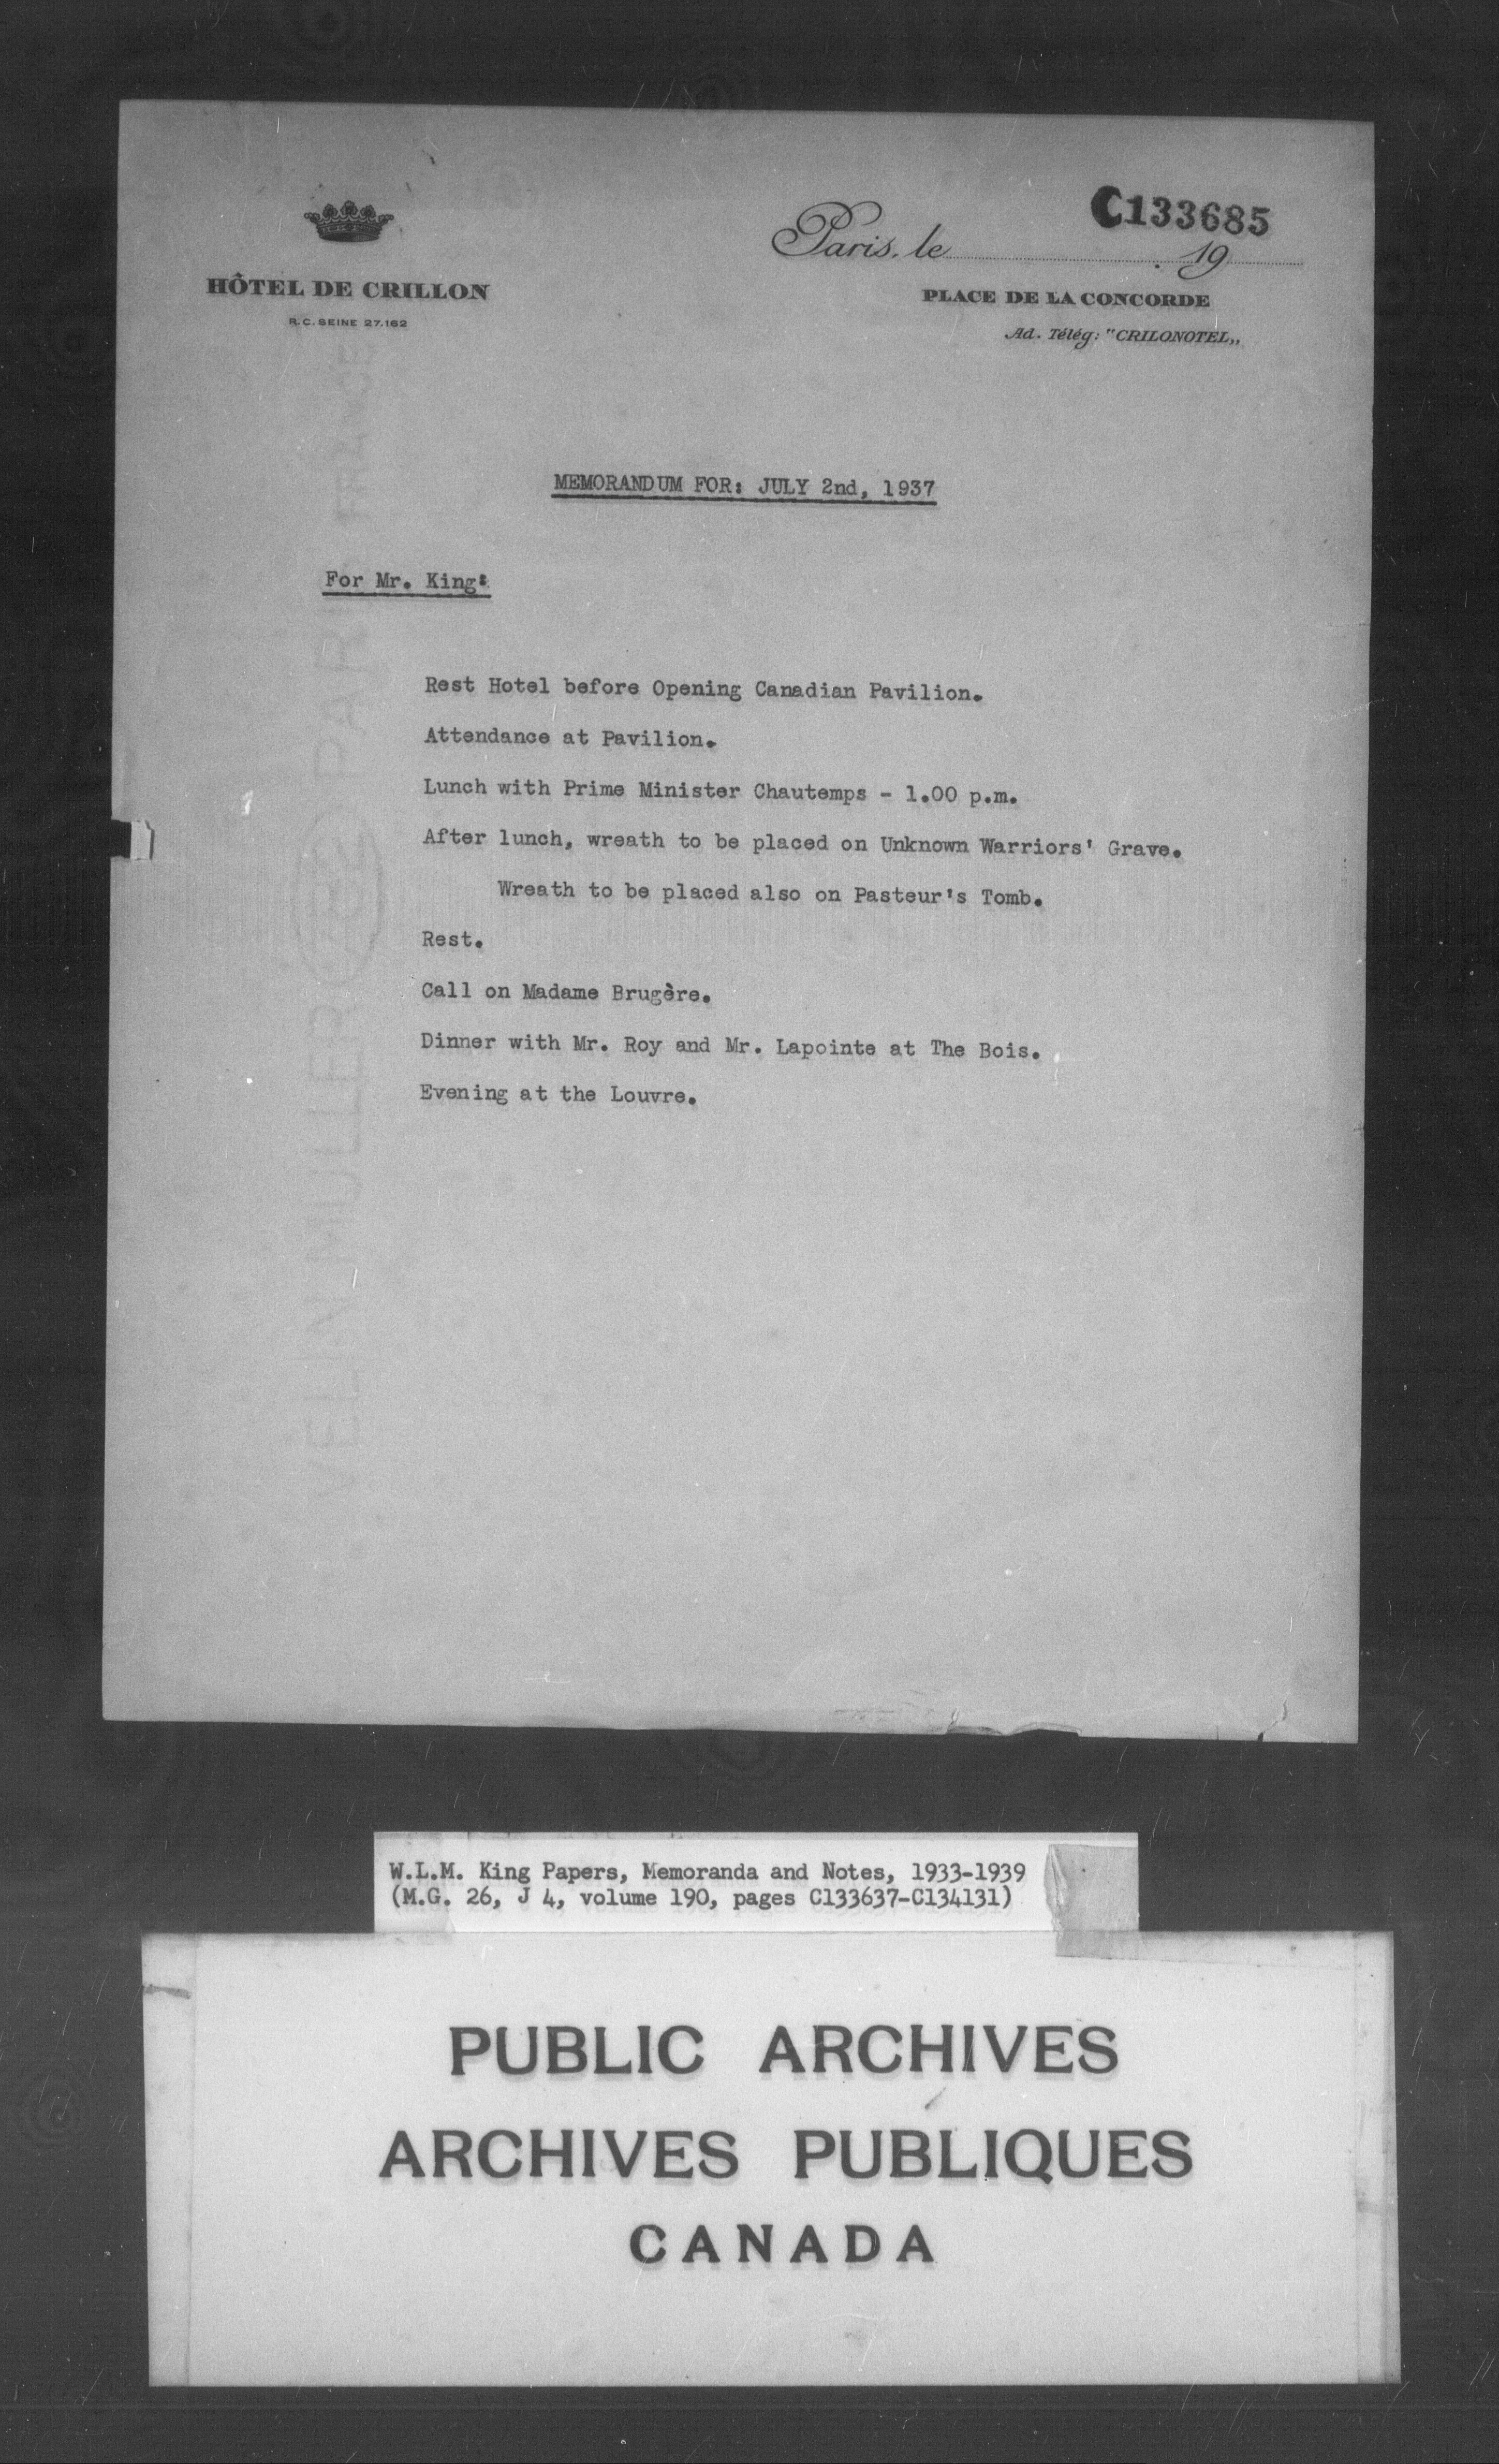 C133685
Paris, le 19
HÔTEL DE CRILLON
R.C. SEINE 27.162
PLACE DE LA CONCORDE
Ad. Télég: "CRILONOTEL„
MEMORANDUM FOR: JULY 2nd, 1937
For Mr. King:
Rest Hotel before Opening Canadian Pavilion.
Attendance at Pavilion.
Lunch with Prime Minister Chautemps - 1.00 p.m.
After lunch, wreath to be placed on Unknown Warriors' Grave.
Wreath to be placed also on Pasteur's Tomb.
Rest.
Call on Madame Brugère.
Dinner with Mr. Roy and Mr. Lapointe at The Bois.
Evening at the Louvre.
W.L.M. King Papers, Memoranda and Notes, 1933-1939
(M.G. 26, J 4, volume 190, pages C133637-C134131)
PUBLIC ARCHIVES
ARCHIVES PUBLIQUES
CANADA